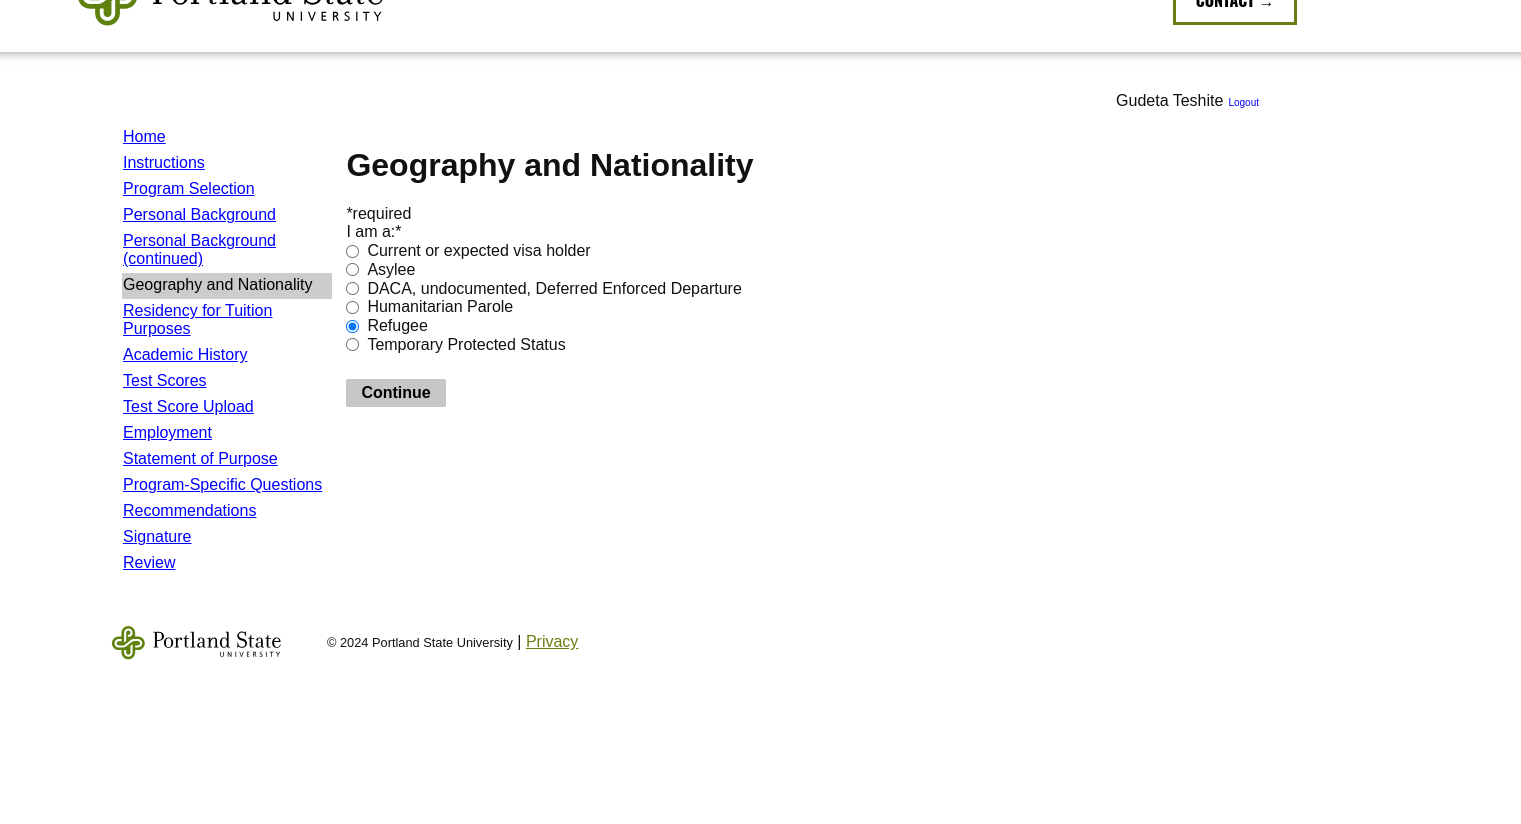 Portland State
UNIVERSITY
CONTACT →
Gudeta Teshite Logout
Home
Instructions
Program Selection
Personal Background
Personal Background
(continued)
Geography and Nationality
Residency for Tuition
Purposes
Academic History
Test Scores
Test Score Upload
Employment
Statement of Purpose
Program-Specific Questions
Recommendations
Signature
Review
Geography and Nationality
*required
I am a:*
Current or expected visa holder
Asylee
DACA, undocumented, Deferred Enforced Departure
Humanitarian Parole
Refugee
Temporary Protected Status
Continue
Portland State
UNIVERSITY
© 2024 Portland State University | Privacy